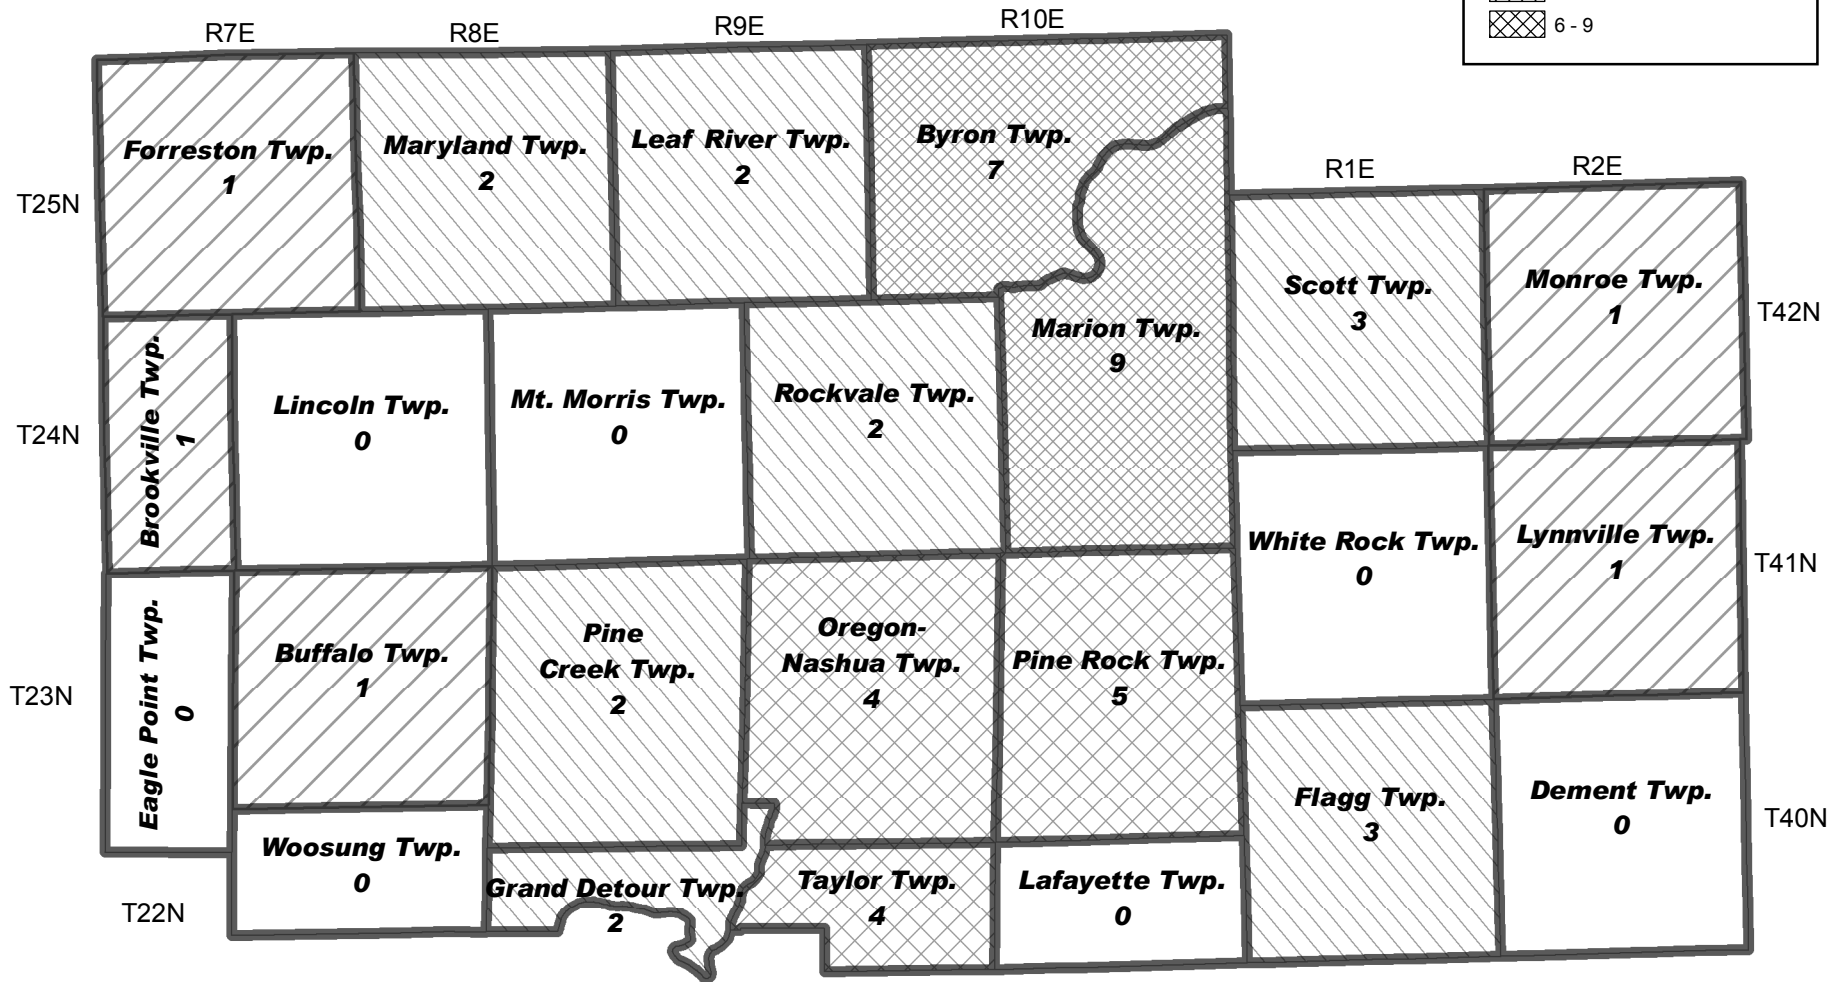 R7E
R8E
R9E
R10E
6 - 9
Forreston Twp.
1
Maryland Twp.
2
Leaf River Twp.
2
Byron Twp.
7
R1E
R2E
T25N
Scott Twp.
3
Monroe Twp.
1
T42N
Marion Twp.
9
Brookville Twp.
1
Lincoln Twp.
0
Mt. Morris Twp.
0
Rockvale Twp.
2
T24N
White Rock Twp.
0
Lynnville Twp.
1
T41N
Eagle Point Twp.
0
Buffalo Twp.
1
Pine
Creek Twp.
2
Oregon-
Nashua Twp.
4
Pine Rock Twp.
5
T23N
Flagg Twp.
3
Dement Twp.
0
T40N
Woosung Twp.
0
Grand Detour Twp.
2
Taylor Twp.
4
Lafayette Twp.
0
T22N